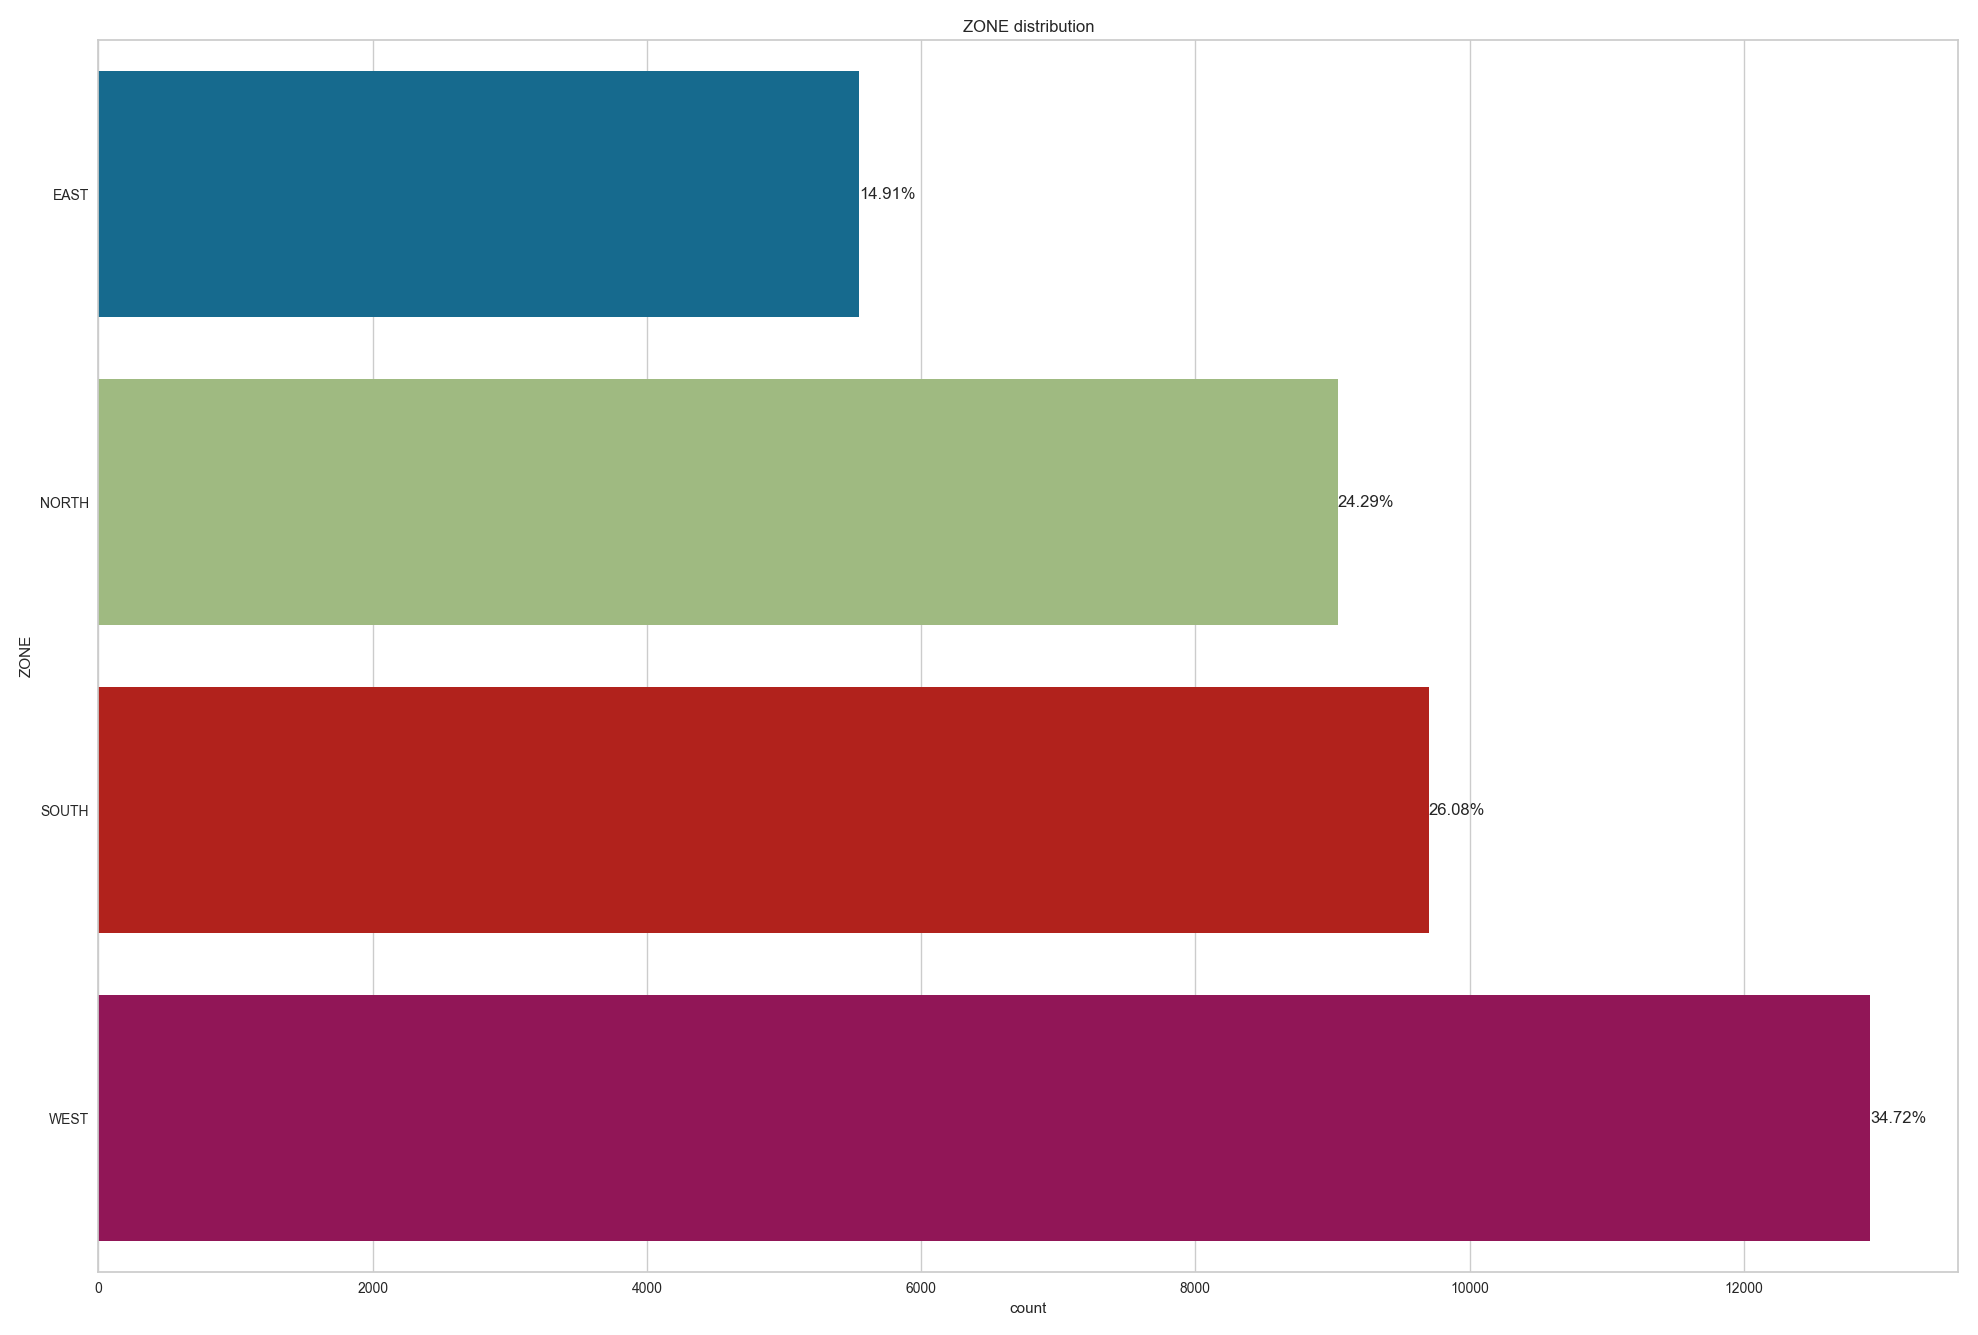 ZONE distribution
EAST
14.91%
NORTH
24.29%
ZONE
SOUTH
26.08%
WEST
34.72%
0 2000 4000 6000 8000 10000 12000
count